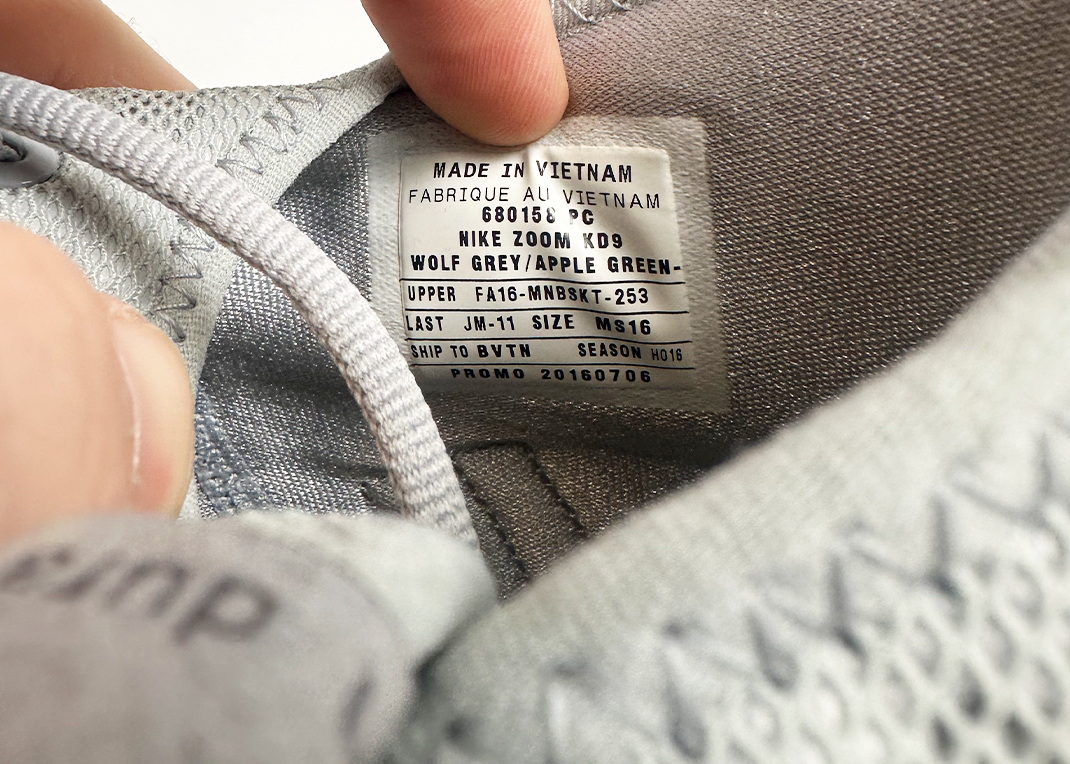 MADE IN VIETNAM
FABRIQUE AU VIETNAM
680158 PC
NIKE ZOOM KD9
WOLF GREY/APPLE GREEN-
UPPER FA16-MNBSKT-253
LAST JM-11 SIZE MS16
SHIP TO BVTN SEASON HO16
PROMO 20160706